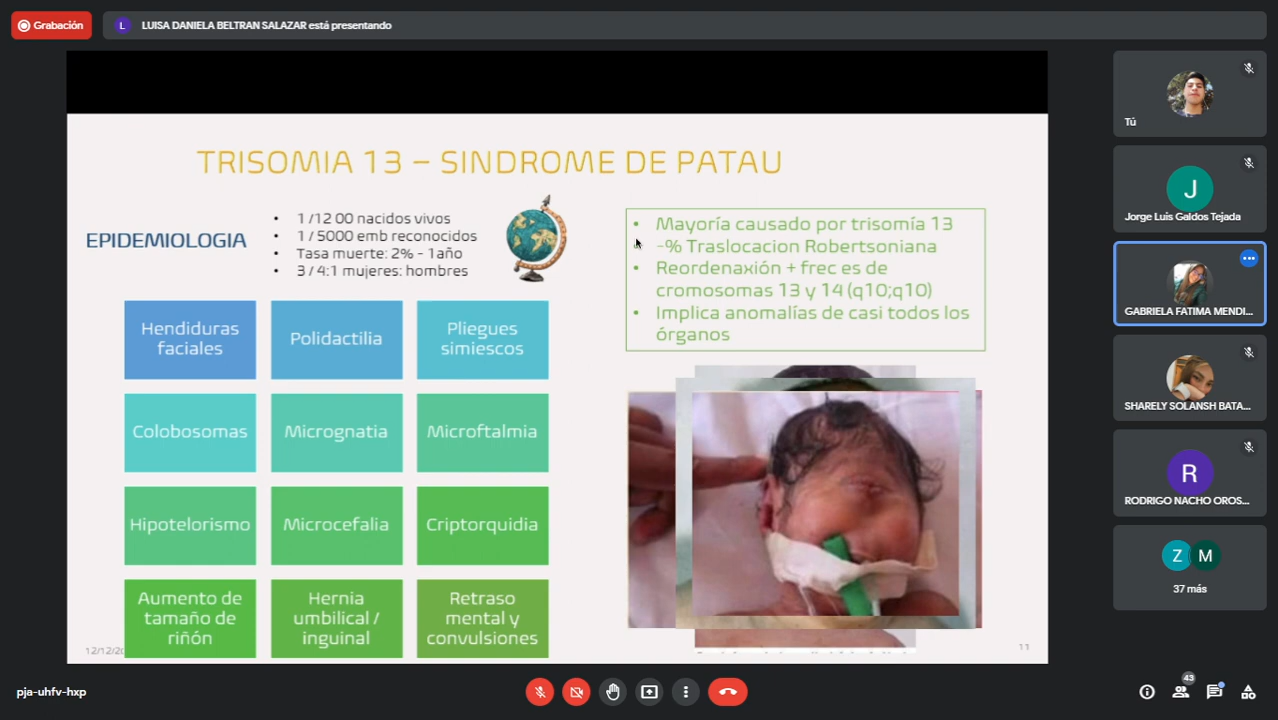 Grabación
L
LUISA DANIELA BELTRAN SALAZAR está presentando
TRISOMIA 13 – SINDROME DE PATAU
EPIDEMIOLOGIA
• 1 /12 00 nacidos vivos
• 1 / 5000 emb reconocidos
• Tasa muerte: 2% - 1año
• 3 / 4:1 mujeres: hombres
• Mayoría causado por trisomía 13
• -% Traslocacion Robertsoniana
• Reordenaxión + frec es de
cromosomas 13 y 14 (q10;q10)
• Implica anomalías de casi todos los
órganos
Hendiduras
faciales
Polidactilia
Pliegues
simiescos
Colobosomas
Micrognatia
Microftalmia
Hipotelorismo
Microcefalia
Criptorquidia
Aumento de
tamaño de
riñón
Hernia
umbilical /
inguinal
Retraso
mental y
convulsiones
12/12/20
11
Tú
J
Jorge Luis Galdos Tejada
GABRIELA FATIMA MENDI...
SHARELY SOLANSH BATA...
R
RODRIGO NACHO OROS...
Z M
37 más
pja-uhfv-hxp
43